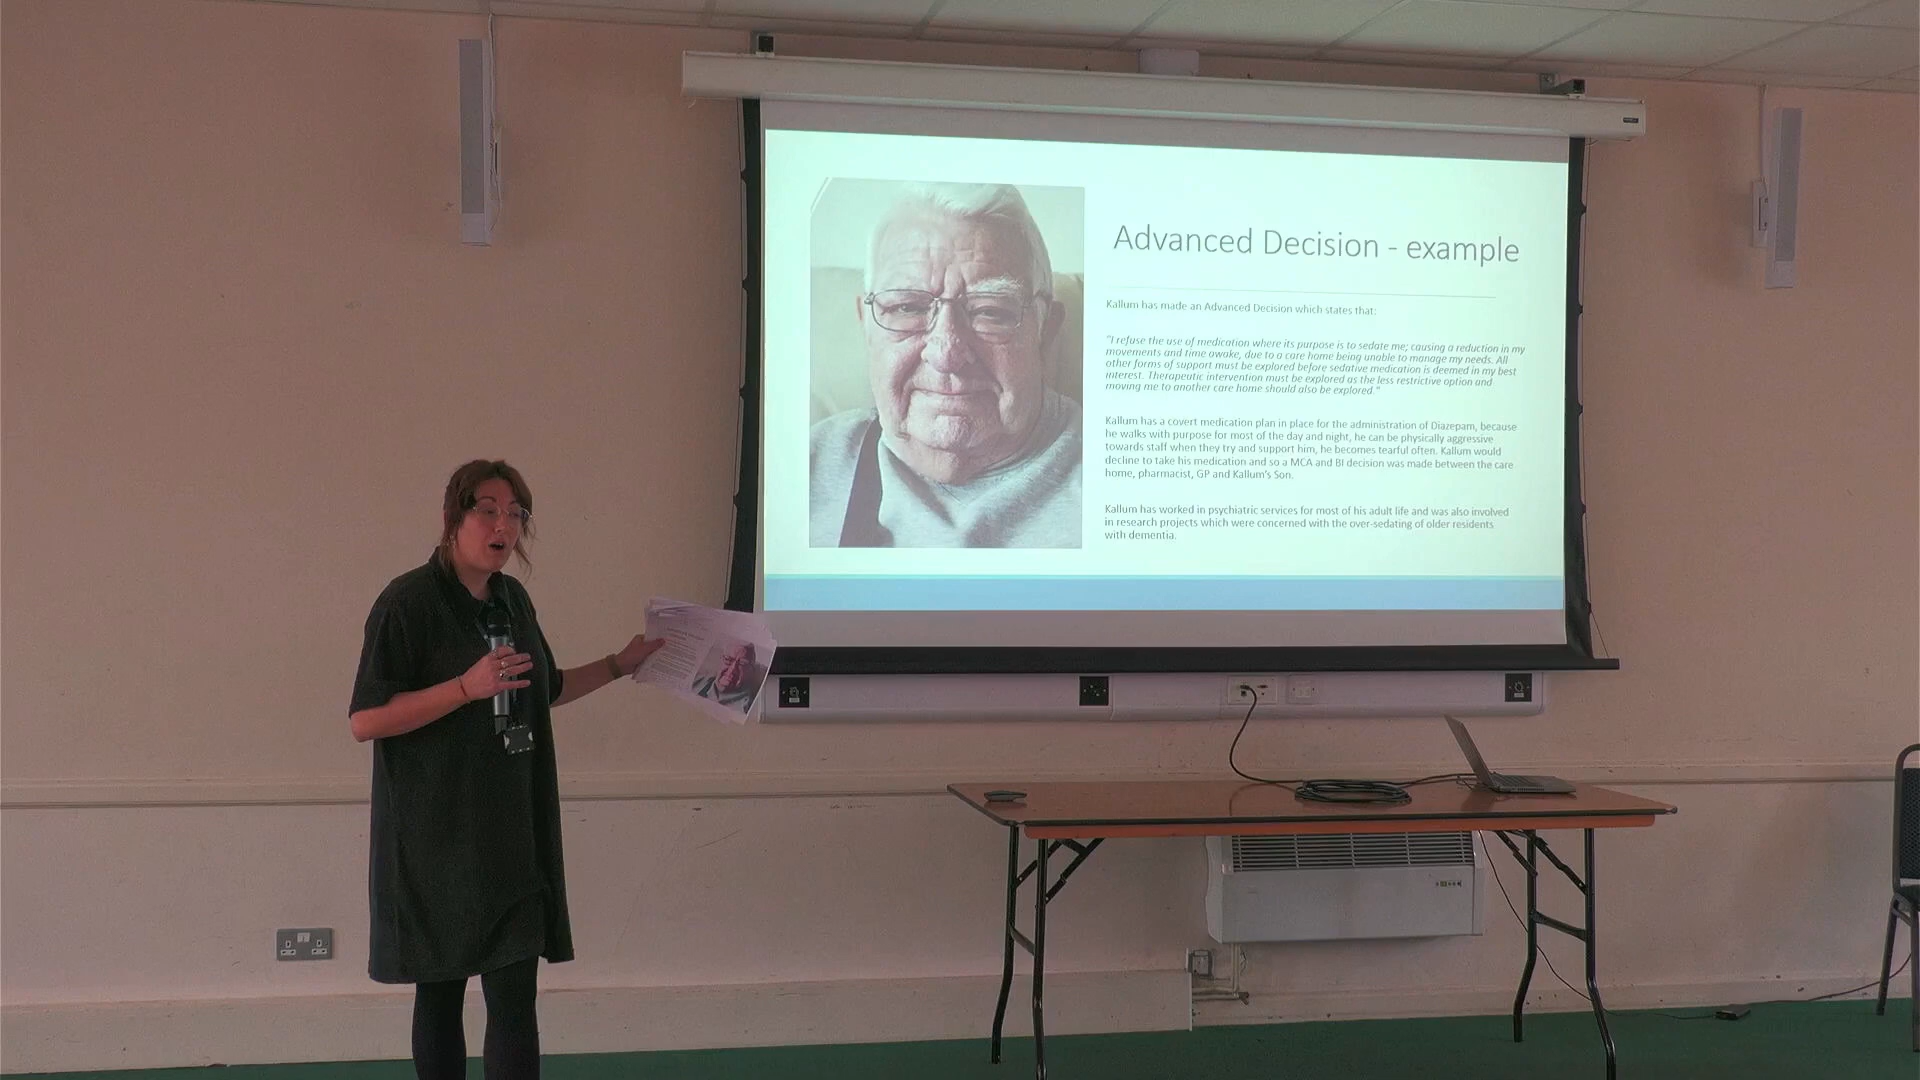 Advanced Decision - example
Kallum has made an Advanced Decision which states that:
"I refuse the use of medication where its purpose is to sedate me; causing a reduction in my
movements and time awake, due to a care home being unable to manage my needs. All
other forms of support must be explored before sedative medication is deemed in my best
interest. Therapeutic intervention must be explored as the less restrictive option and
moving me to another care home should also be explored."
Kallum has a covert medication plan in place for the administration of Diazepam, because
he walks with purpose for most of the day and night, he can be physically aggressive
towards staff when they try and support him, he becomes tearful often. Kallum would
decline to take his medication and so a MCA and BI decision was made between the care
home, pharmacist, GP and Kallum's Son.
Kallum has worked in psychiatric services for most of his adult life and was also involved
in research projects which were concerned with the over-sedating of older residents
with dementia.